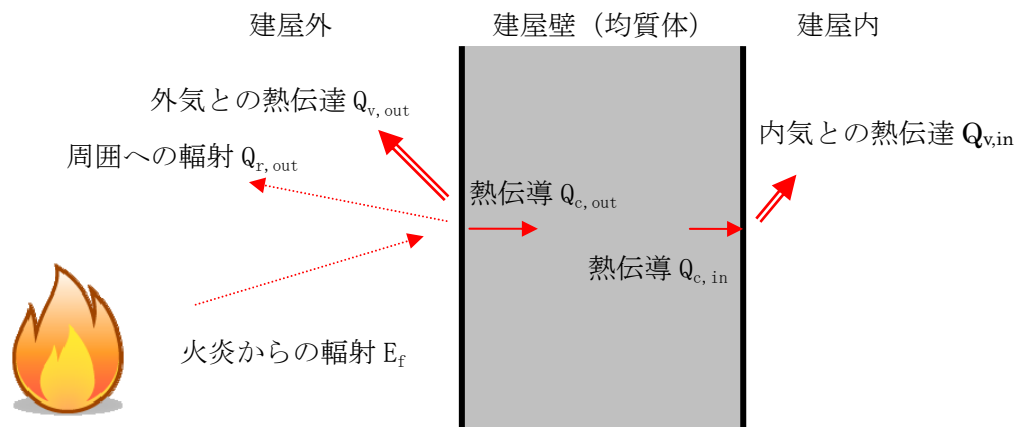 建屋外
建屋壁（均質体）
建屋内
外気との熱伝達 Qv, out
内気との熱伝達 Qv,in
周囲への輻射 Qr, out
熱伝導 Qc, out
熱伝導 Qc, in
火炎からの輻射 Ef